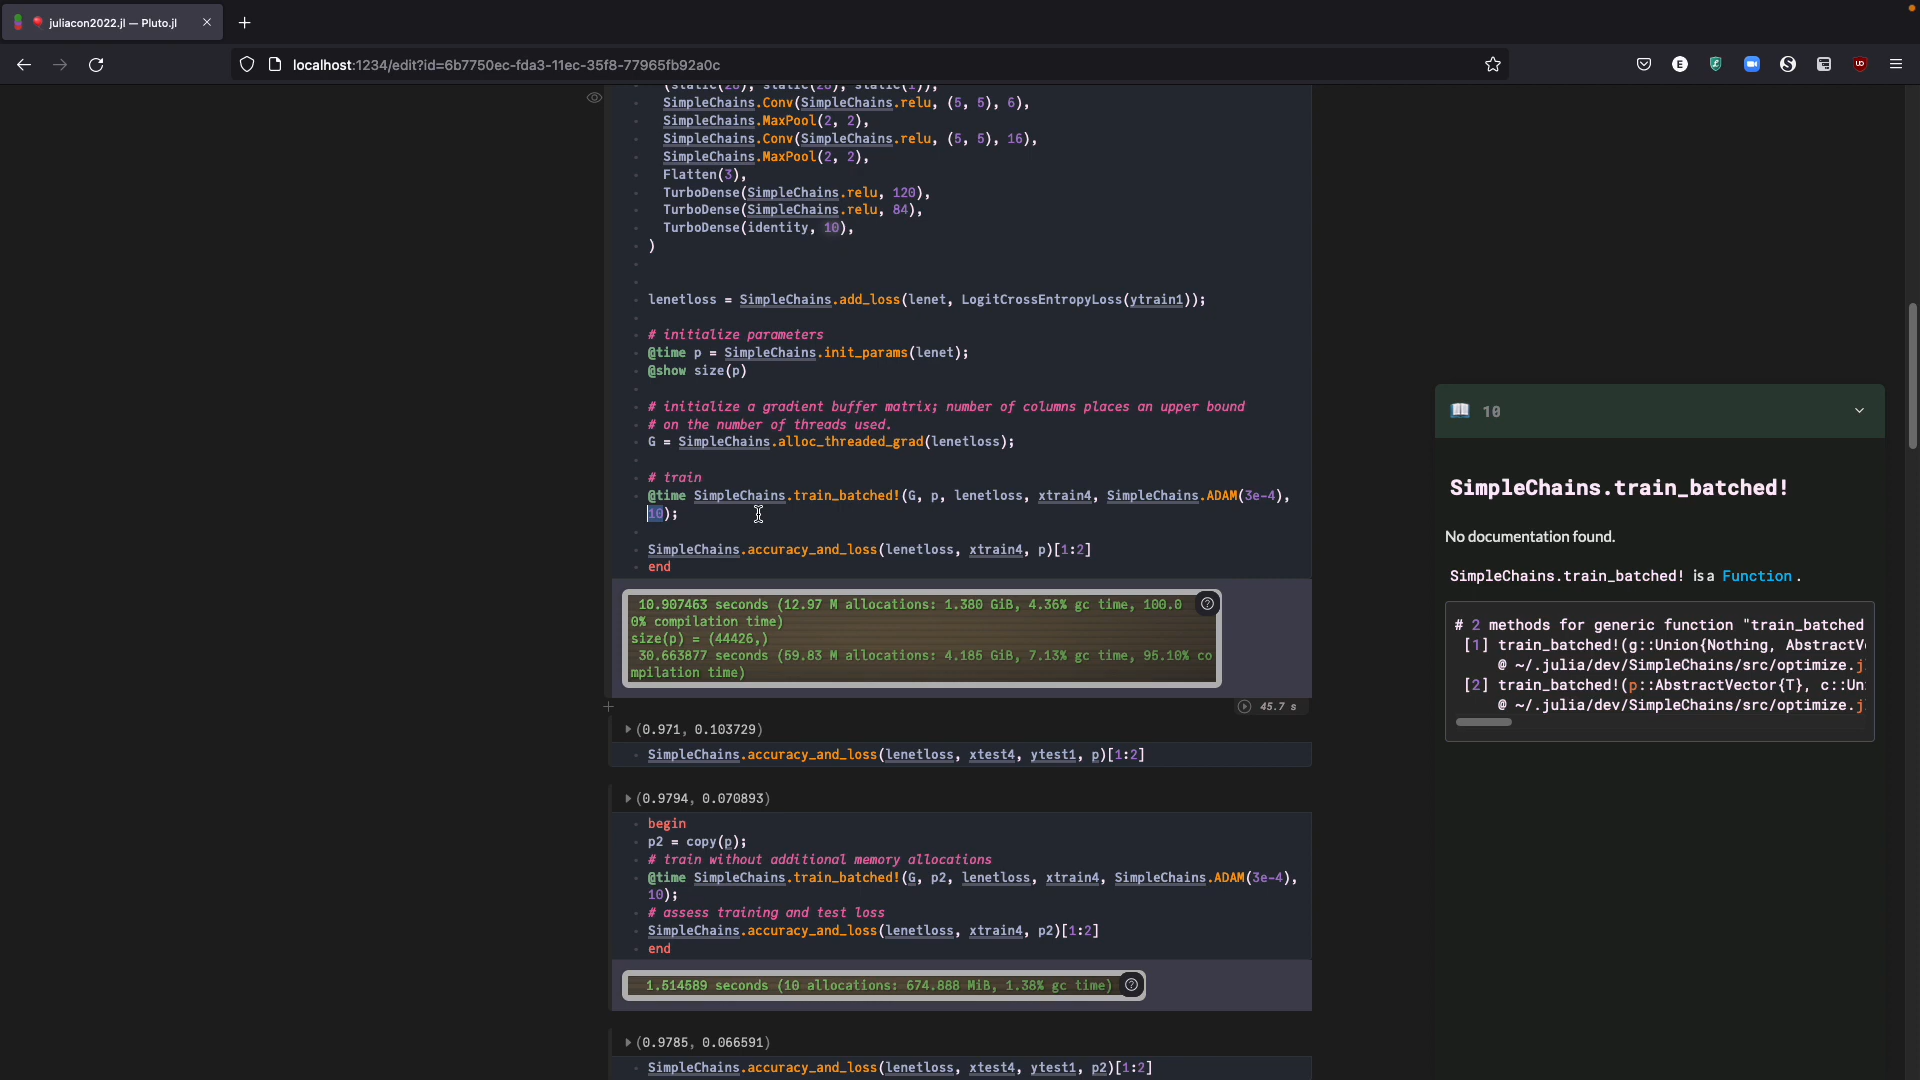 juliacon2022.jl — Pluto.jl
localhost:1234/edit?id=6b7750ec-fda3-11ec-35f8-77965fb92a0c
(static(28), static(28), static(1)),
SimpleChains.Conv(SimpleChains.relu, (5, 5), 6),
SimpleChains.MaxPool(2, 2),
SimpleChains.Conv(SimpleChains.relu, (5, 5), 16),
SimpleChains.MaxPool(2, 2),
Flatten(3),
TurboDense(SimpleChains.relu, 120),
TurboDense(SimpleChains.relu, 84),
TurboDense(identity, 10),
)
lenetloss = SimpleChains.add_loss(lenet, LogitCrossEntropyLoss(ytrain1));
# initialize parameters
@time p = SimpleChains.init_params(lenet);
@show size(p)
# initialize a gradient buffer matrix; number of columns places an upper bound
# on the number of threads used.
G = SimpleChains.alloc_threaded_grad(lenetloss);
# train
@time SimpleChains.train_batched!(G, p, lenetloss, xtrain4, SimpleChains.ADAM(3e-4),
10);
SimpleChains.accuracy_and_loss(lenetloss, xtrain4, p)[1:2]
end
10.907463 seconds (12.97 M allocations: 1.380 GiB, 4.36% gc time, 100.0
0% compilation time)
size(p) = (44426,)
30.663877 seconds (59.83 M allocations: 4.185 GiB, 7.13% gc time, 95.10% co
mpilation time)
45.7 s
(0.971, 0.103729)
SimpleChains.accuracy_and_loss(lenetloss, xtest4, ytest1, p)[1:2]
(0.9794, 0.070893)
begin
p2 = copy(p);
# train without additional memory allocations
@time SimpleChains.train_batched!(G, p2, lenetloss, xtrain4, SimpleChains.ADAM(3e-4),
10);
# assess training and test loss
SimpleChains.accuracy_and_loss(lenetloss, xtrain4, p2)[1:2]
end
1.514589 seconds (10 allocations: 674.888 MiB, 1.38% gc time)
(0.9785, 0.066591)
SimpleChains.accuracy_and_loss(lenetloss, xtest4, ytest1, p2)[1:2]
10
SimpleChains.train_batched!
No documentation found.
SimpleChains.train_batched! is a Function.
# 2 methods for generic function "train_batched
[1] train_batched!(g::Union{Nothing, AbstractV
@ ~/.julia/dev/SimpleChains/src/optimize.j
[2] train_batched!(p::AbstractVector{T}, c::Un
@ ~/.julia/dev/SimpleChains/src/optimize.j